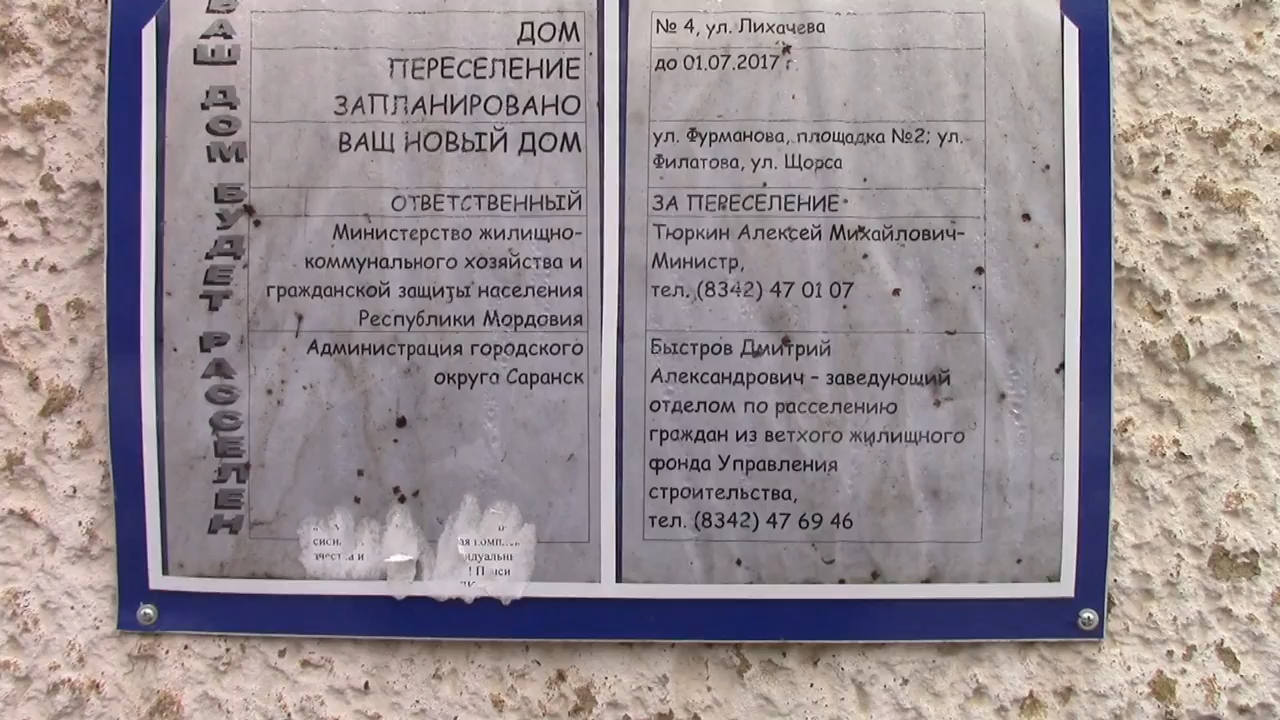 ВАШ ДОМ БУДЕТ РАССЕЛЕН
ДОМ
№ 4, ул. Лихачева
ПЕРЕСЕЛЕНИЕ
ЗАПЛАНИРОВАНО
до 01.07.2017 г.
ВАШ НОВЫЙ ДОМ
ул. Фурманова, площадка №2; ул.
Филатова, ул. Щорса
ОТВЕТСТВЕННЫЙ
ЗА ПЕРЕСЕЛЕНИЕ
Министерство жилищно-
коммунального хозяйства и
гражданской защиты населения
Республики Мордовия
Тюркин Алексей Михайлович-
Министр,
тел. (8342) 47 01 07
Администрация городского
округа Саранск
Быстров Дмитрий
Александрович – заведующий
отделом по расселению
граждан из ветхого жилищного
фонда Управления
строительства,
тел. (8342) 47 69 46